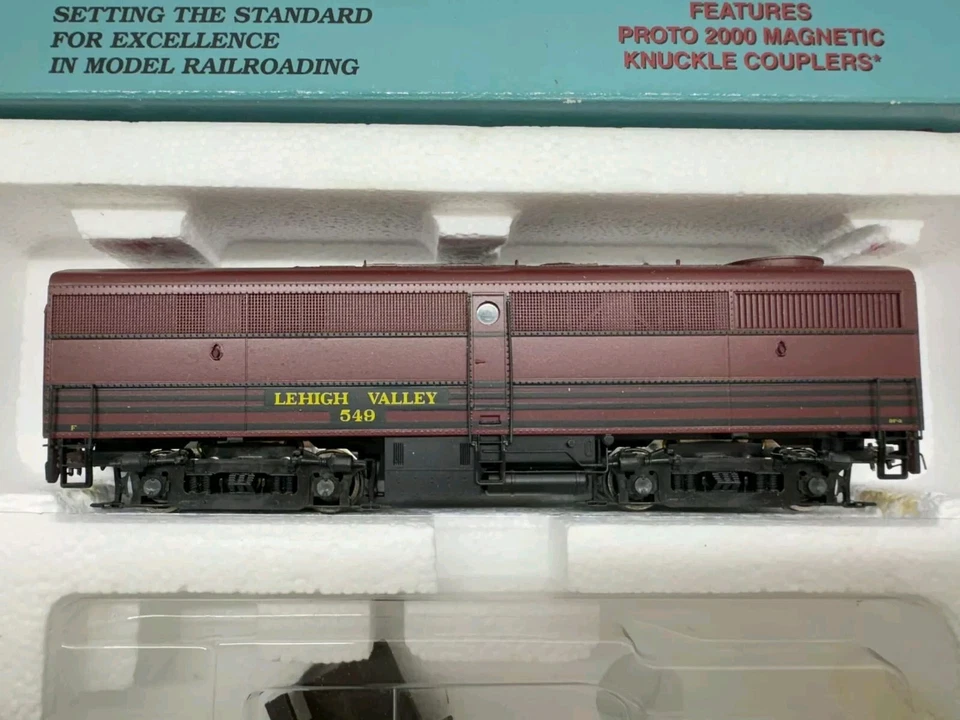 SETTING THE STANDARD
FOR EXCELLENCE
IN MODEL RAILROADING
FEATURES
PROTO 2000 MAGNETIC
KNUCKLE COUPLERS*
LEHIGH VALLEY
549
F